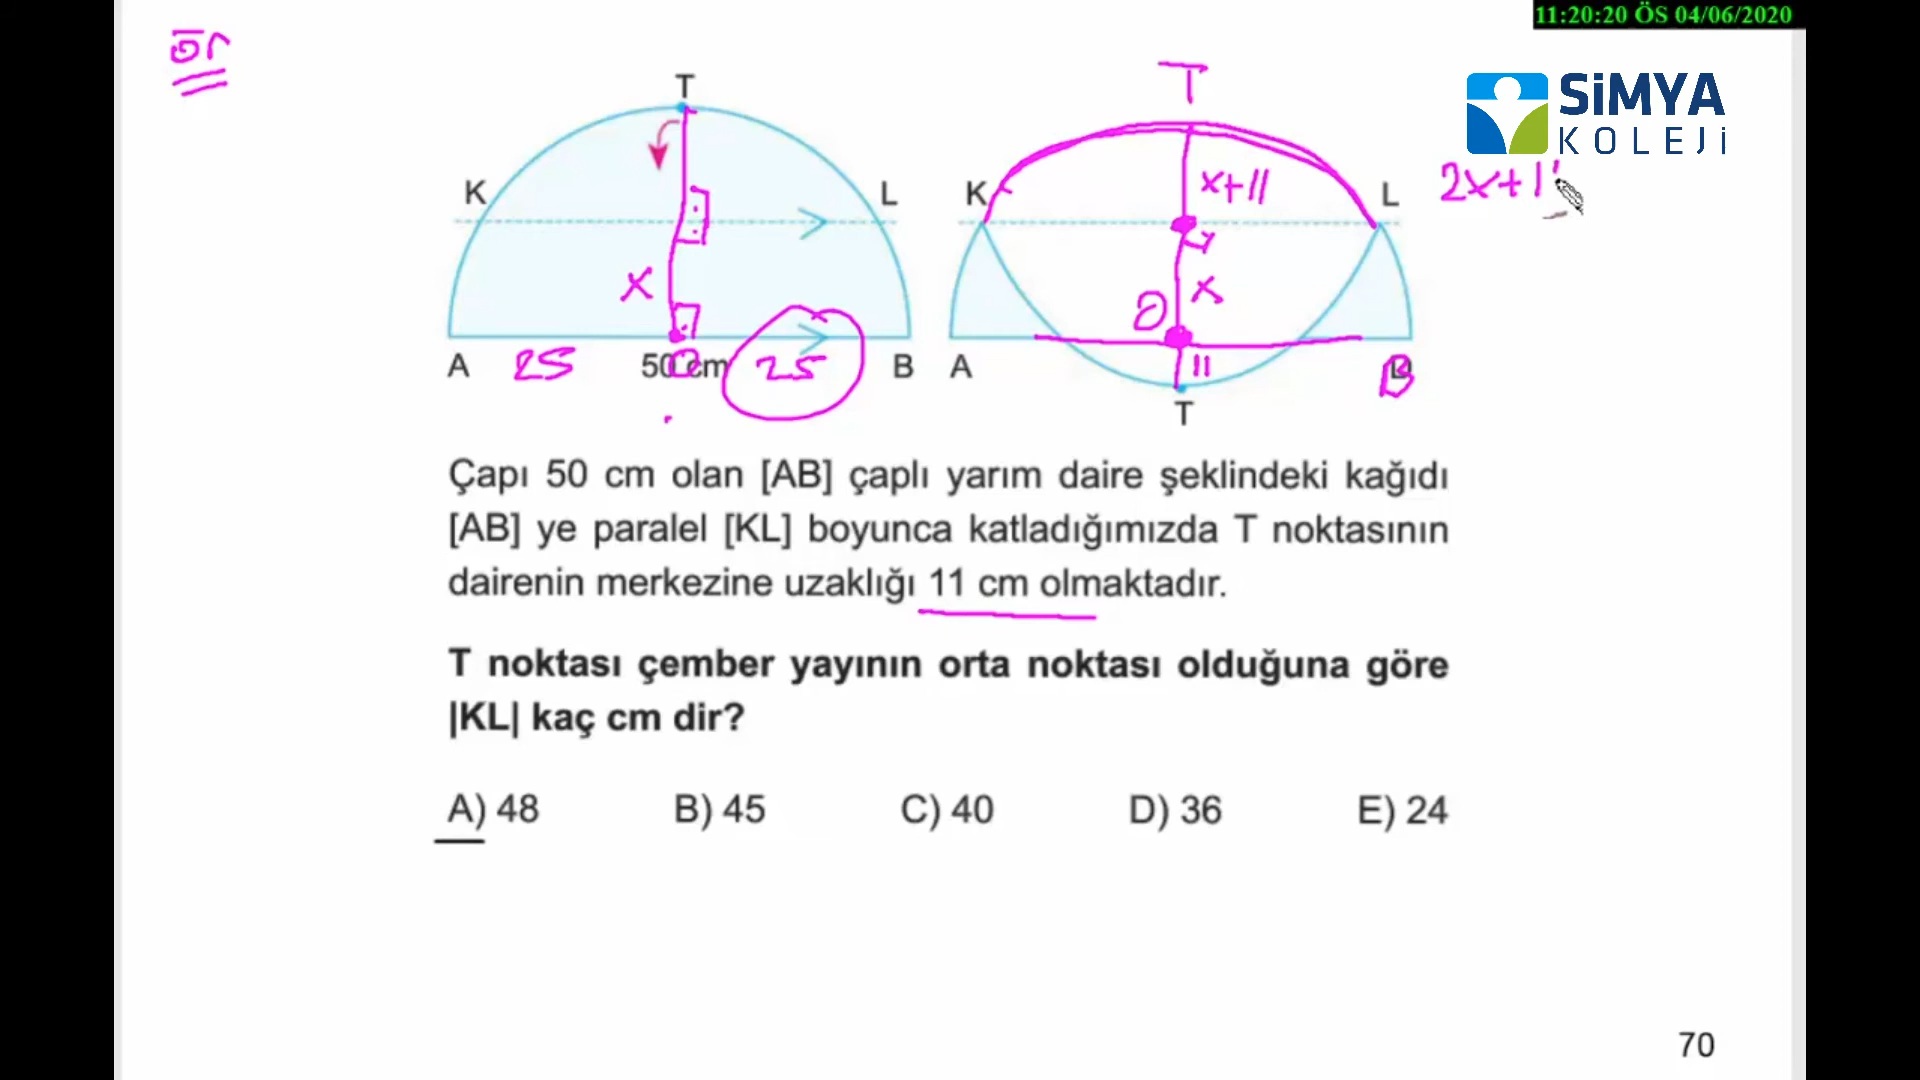 11:20:20 ÖS 04/06/2020
ör
SiMYA
KOLEJi
T
T
K
L
K
L
x+11
2x+11
x
x
O
A
25
50 cm
O
25
B
A
11
B
T
Çapı 50 cm olan [AB] çaplı yarım daire şeklindeki kağıdı
[AB] ye paralel [KL] boyunca katladığımızda T noktasının
dairenin merkezine uzaklığı 11 cm olmaktadır.
T noktası çember yayının orta noktası olduğuna göre
|KL| kaç cm dir?
A) 48 B) 45 C) 40 D) 36 E) 24
70